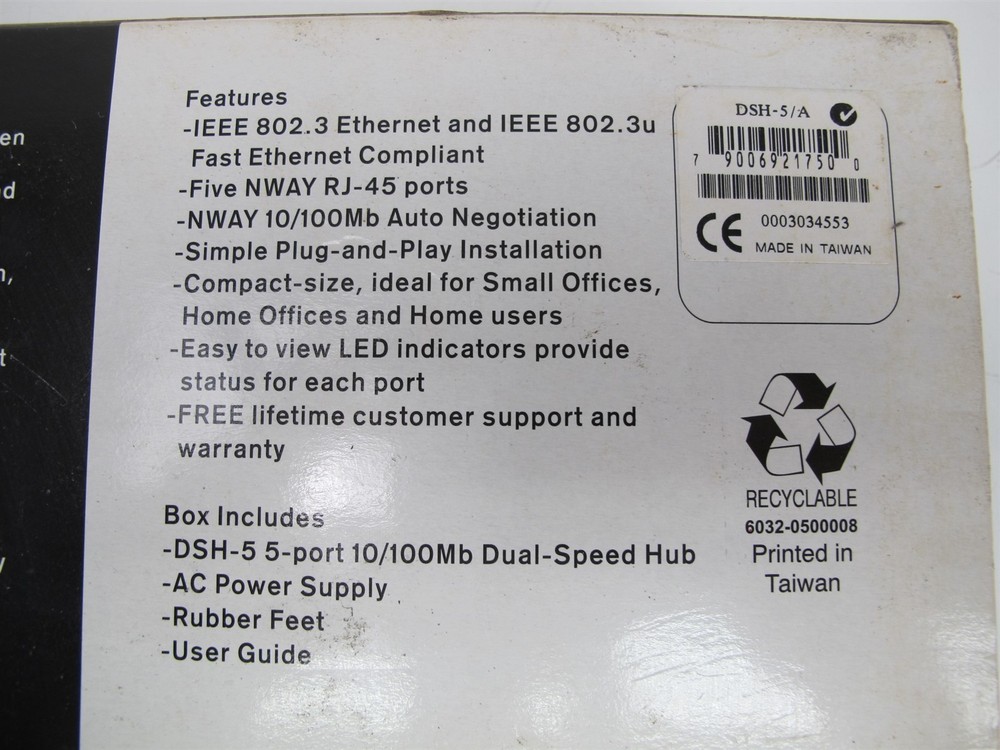 en
d
n,
t
y
Features
-IEEE 802.3 Ethernet and IEEE 802.3u
Fast Ethernet Compliant
-Five NWAY RJ-45 ports
-NWAY 10/100Mb Auto Negotiation
-Simple Plug-and-Play Installation
-Compact-size, ideal for Small Offices,
Home Offices and Home users
-Easy to view LED indicators provide
status for each port
-FREE lifetime customer support and
warranty
Box Includes
-DSH-5 5-port 10/100Mb Dual-Speed Hub
-AC Power Supply
-Rubber Feet
-User Guide
DSH-5/A
7 90069 21750 0
CE 0003034553
MADE IN TAIWAN
RECYCLABLE
6032-0500008
Printed in
Taiwan